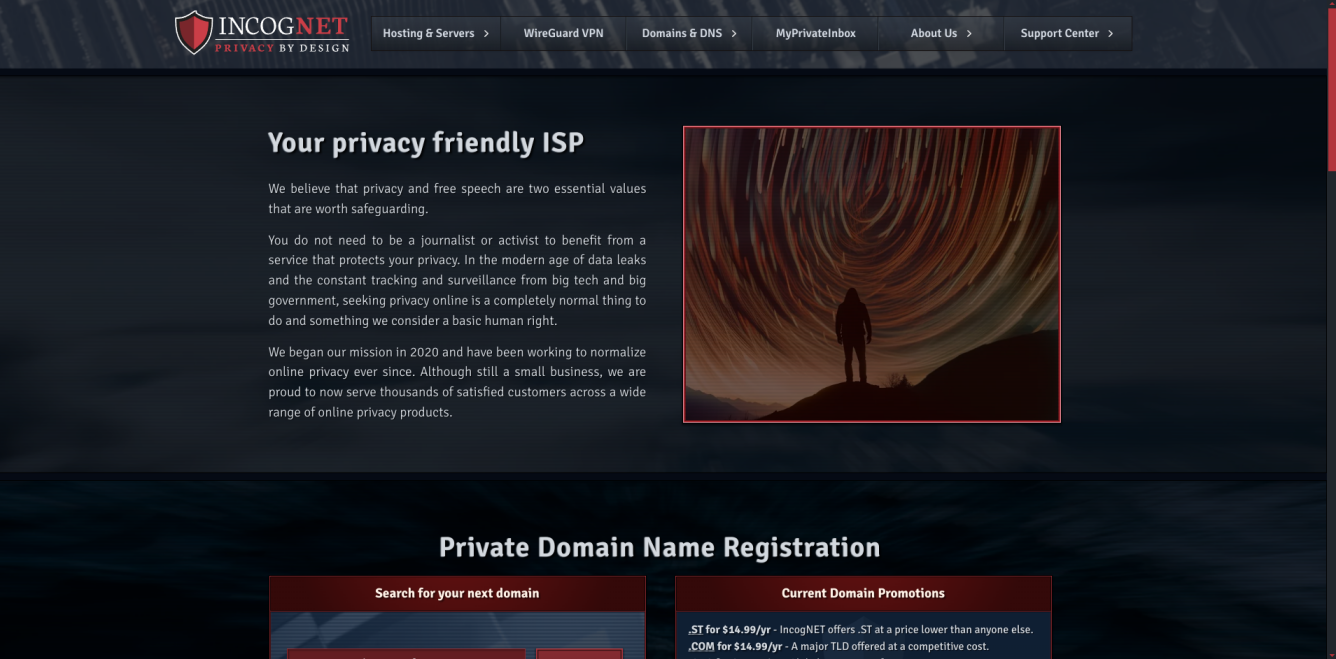 INCOGNET
PRIVACY BY DESIGN
Hosting & Servers
WireGuard VPN
Domains & DNS
MyPrivateInbox
About Us
Support Center
Your privacy friendly ISP
We believe that privacy and free speech are two essential values
that are worth safeguarding.
You do not need to be a journalist or activist to benefit from a
service that protects your privacy. In the modern age of data leaks
and the constant tracking and surveillance from big tech and big
government, seeking privacy online is a completely normal thing to
do and something we consider a basic human right.
We began our mission in 2020 and have been working to normalize
online privacy ever since. Although still a small business, we are
proud to now serve thousands of satisfied customers across a wide
range of online privacy products.
Private Domain Name Registration
Search for your next domain
Current Domain Promotions
.ST for $14.99/yr - IncogNET offers .ST at a price lower than anyone else.
.COM for $14.99/yr - A major TLD offered at a competitive cost.